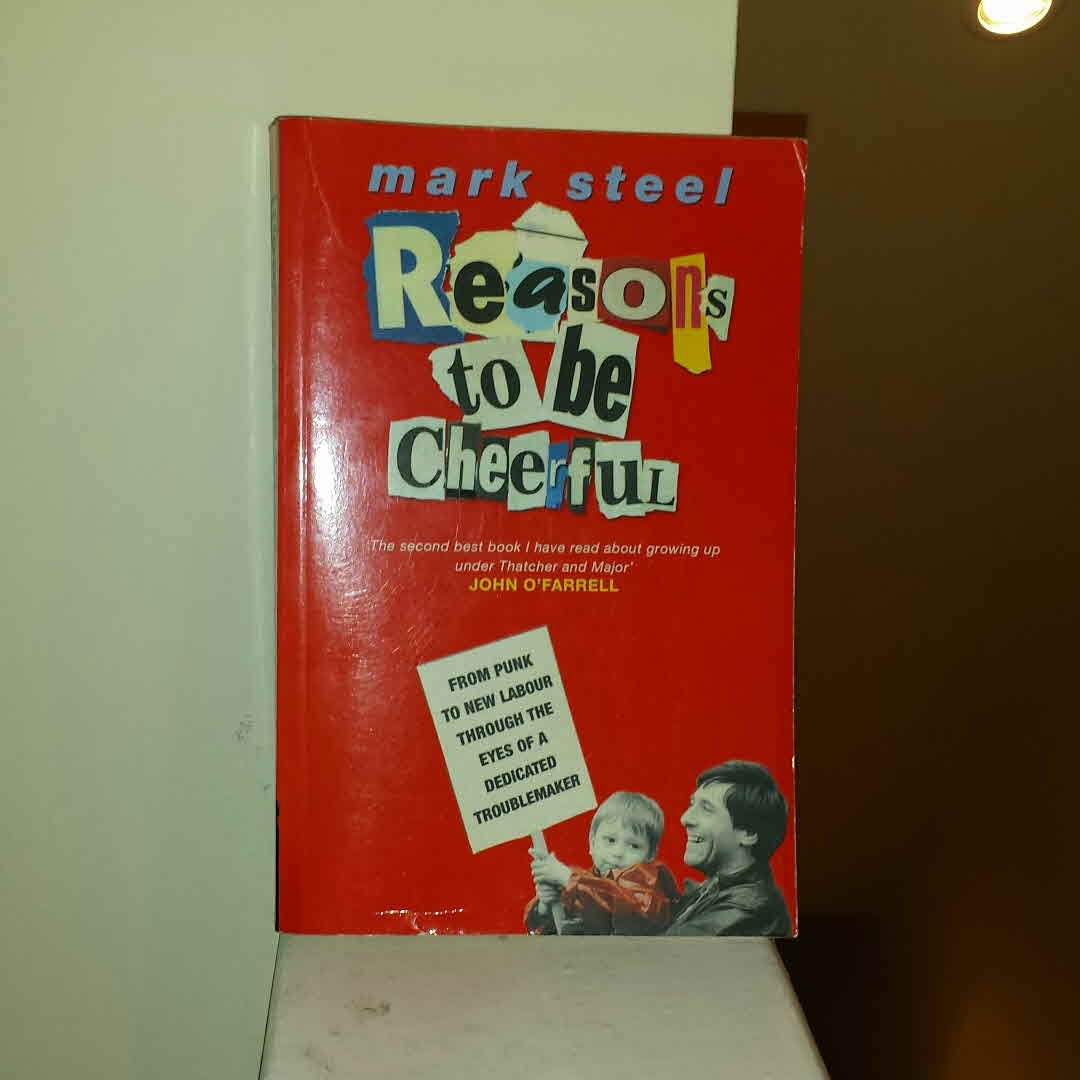 mark steel
Reasons
to be
CheerfuL
'The second best book I have read about growing up
under Thatcher and Major'
JOHN O'FARRELL
FROM PUNK
TO NEW LABOUR
THROUGH THE
EYES OF A
DEDICATED
TROUBLEMAKER